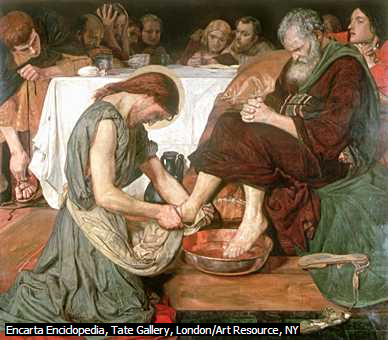 Encarta Enciclopedia, Tate Gallery, London/Art Resource, NY